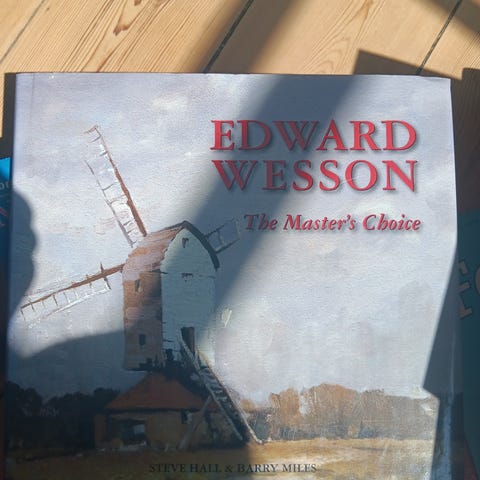 EDWARD
WESSON
The Master's Choice
STEVE HALL & BARRY MILES